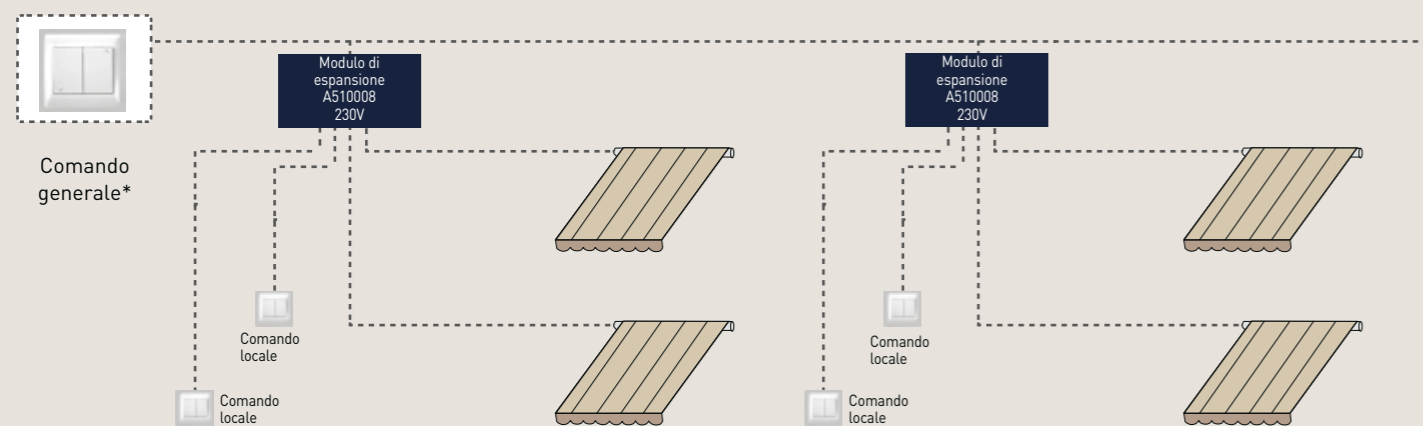 Modulo di
espansione
A510008
230V
Modulo di
espansione
A510008
230V
Comando
generale*
Comando
locale
Comando
locale
Comando
locale
Comando
locale